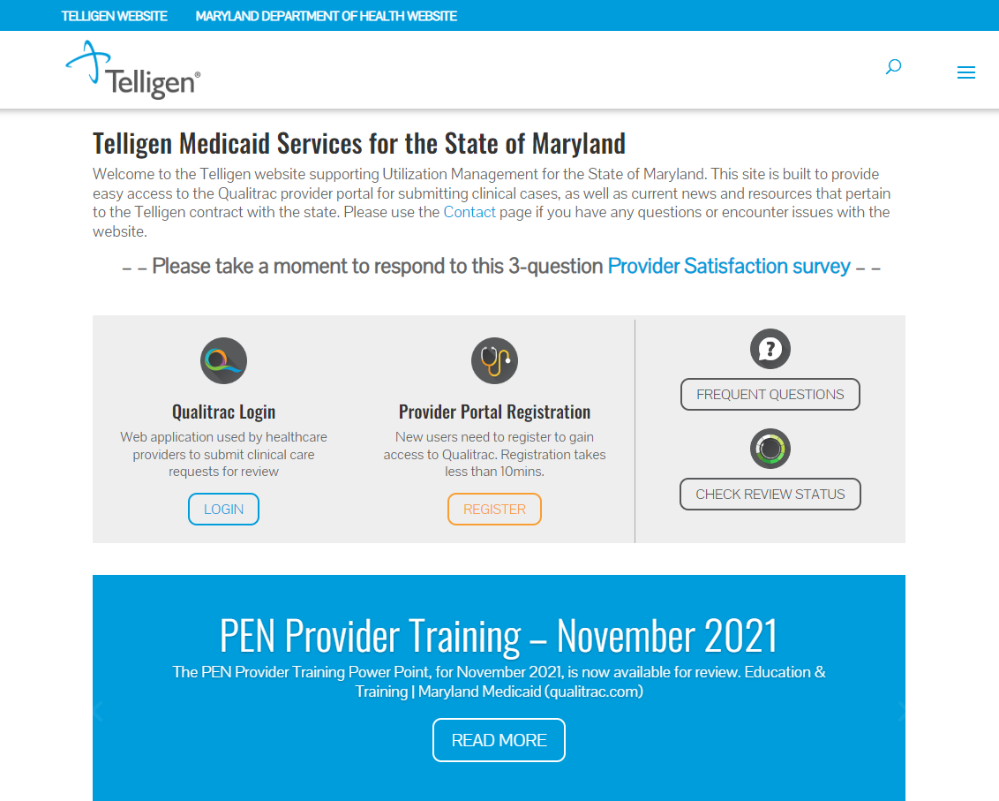 TELLIGEN WEBSITE MARYLAND DEPARTMENT OF HEALTH WEBSITE
Telligen®
Telligen Medicaid Services for the State of Maryland
Welcome to the Telligen website supporting Utilization Management for the State of Maryland. This site is built to provide
easy access to the Qualitrac provider portal for submitting clinical cases, as well as current news and resources that pertain
to the Telligen contract with the state. Please use the Contact page if you have any questions or encounter issues with the
website.
– – Please take a moment to respond to this 3-question Provider Satisfaction survey – –
Qualitrac Login
Web application used by healthcare
providers to submit clinical care
requests for review
LOGIN
Provider Portal Registration
New users need to register to gain
access to Qualitrac. Registration takes
less than 10mins.
REGISTER
?
FREQUENT QUESTIONS
CHECK REVIEW STATUS
PEN Provider Training – November 2021
The PEN Provider Training Power Point, for November 2021, is now available for review. Education &
Training | Maryland Medicaid (qualitrac.com)
READ MORE